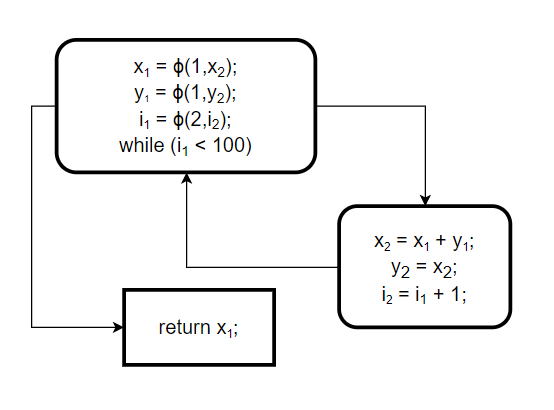 x₁ = ϕ(1,x₂);
y₁ = ϕ(1,y₂);
i₁ = ϕ(2,i₂);
while (i₁ < 100)
x₂ = x₁ + y₁;
y₂ = x₂;
i₂ = i₁ + 1;
return x₁;